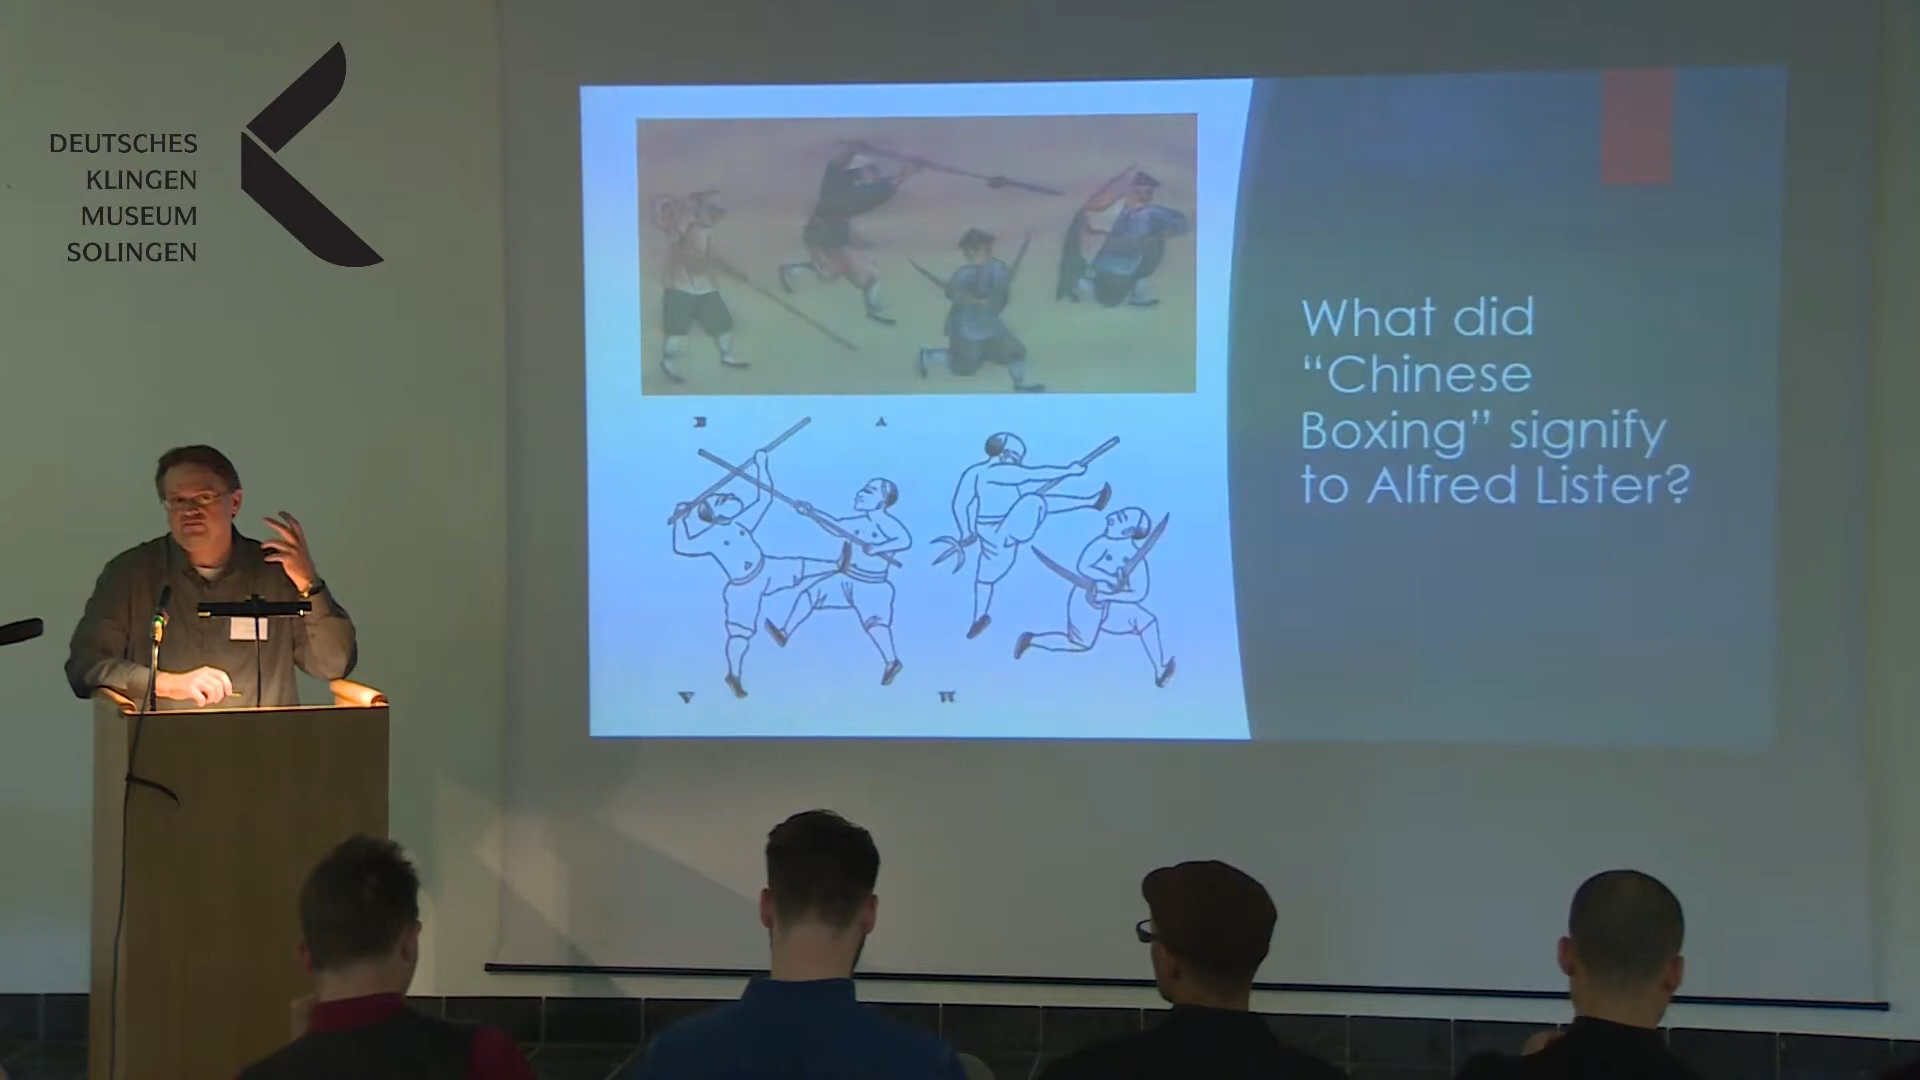 DEUTSCHES
KLINGEN
MUSEUM
SOLINGEN
What did
“Chinese
Boxing” signify
to Alfred Lister?